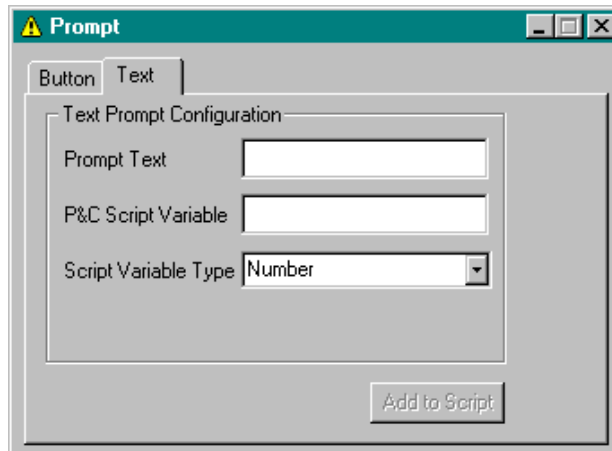 Prompt
Button Text
Text Prompt Configuration
Prompt Text
P&C Script Variable
Script Variable Type Number
Add to Script